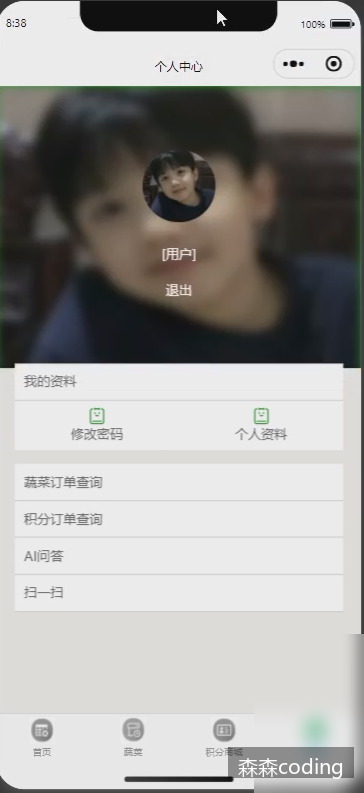 8:38
100%
个人中心
[用户]
退出
我的资料
修改密码
个人资料
蔬菜订单查询
积分订单查询
AI问答
扫一扫
首页
蔬菜
积分商城
森森coding